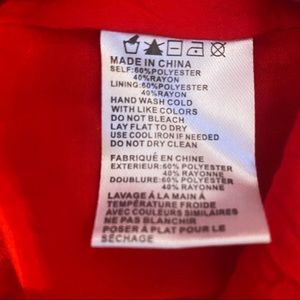 MADE IN CHINA
SELF:60%POLYESTER
40%RAYON
LINING:60%POLYESTER
40%RAYON
HAND WASH COLD
WITH LIKE COLORS
DO NOT BLEACH
LAY FLAT TO DRY
USE COOL IRON IF NEEDED
DO NOT DRY CLEAN
FABRIQUÉ EN CHINE
EXTERIEUR:60%POLYESTER
40% RAYONNE
DOUBLURE:60%POLYESTER
40% RAYONNE
LAVAGE Á LA MAIN Á
TEMPÉRATURE FROIDE
AVEC COULEURS SIMILAIRES
NE PAS BLANCHIR
POSER Á PLAT POUR LE
SÉCHAGE